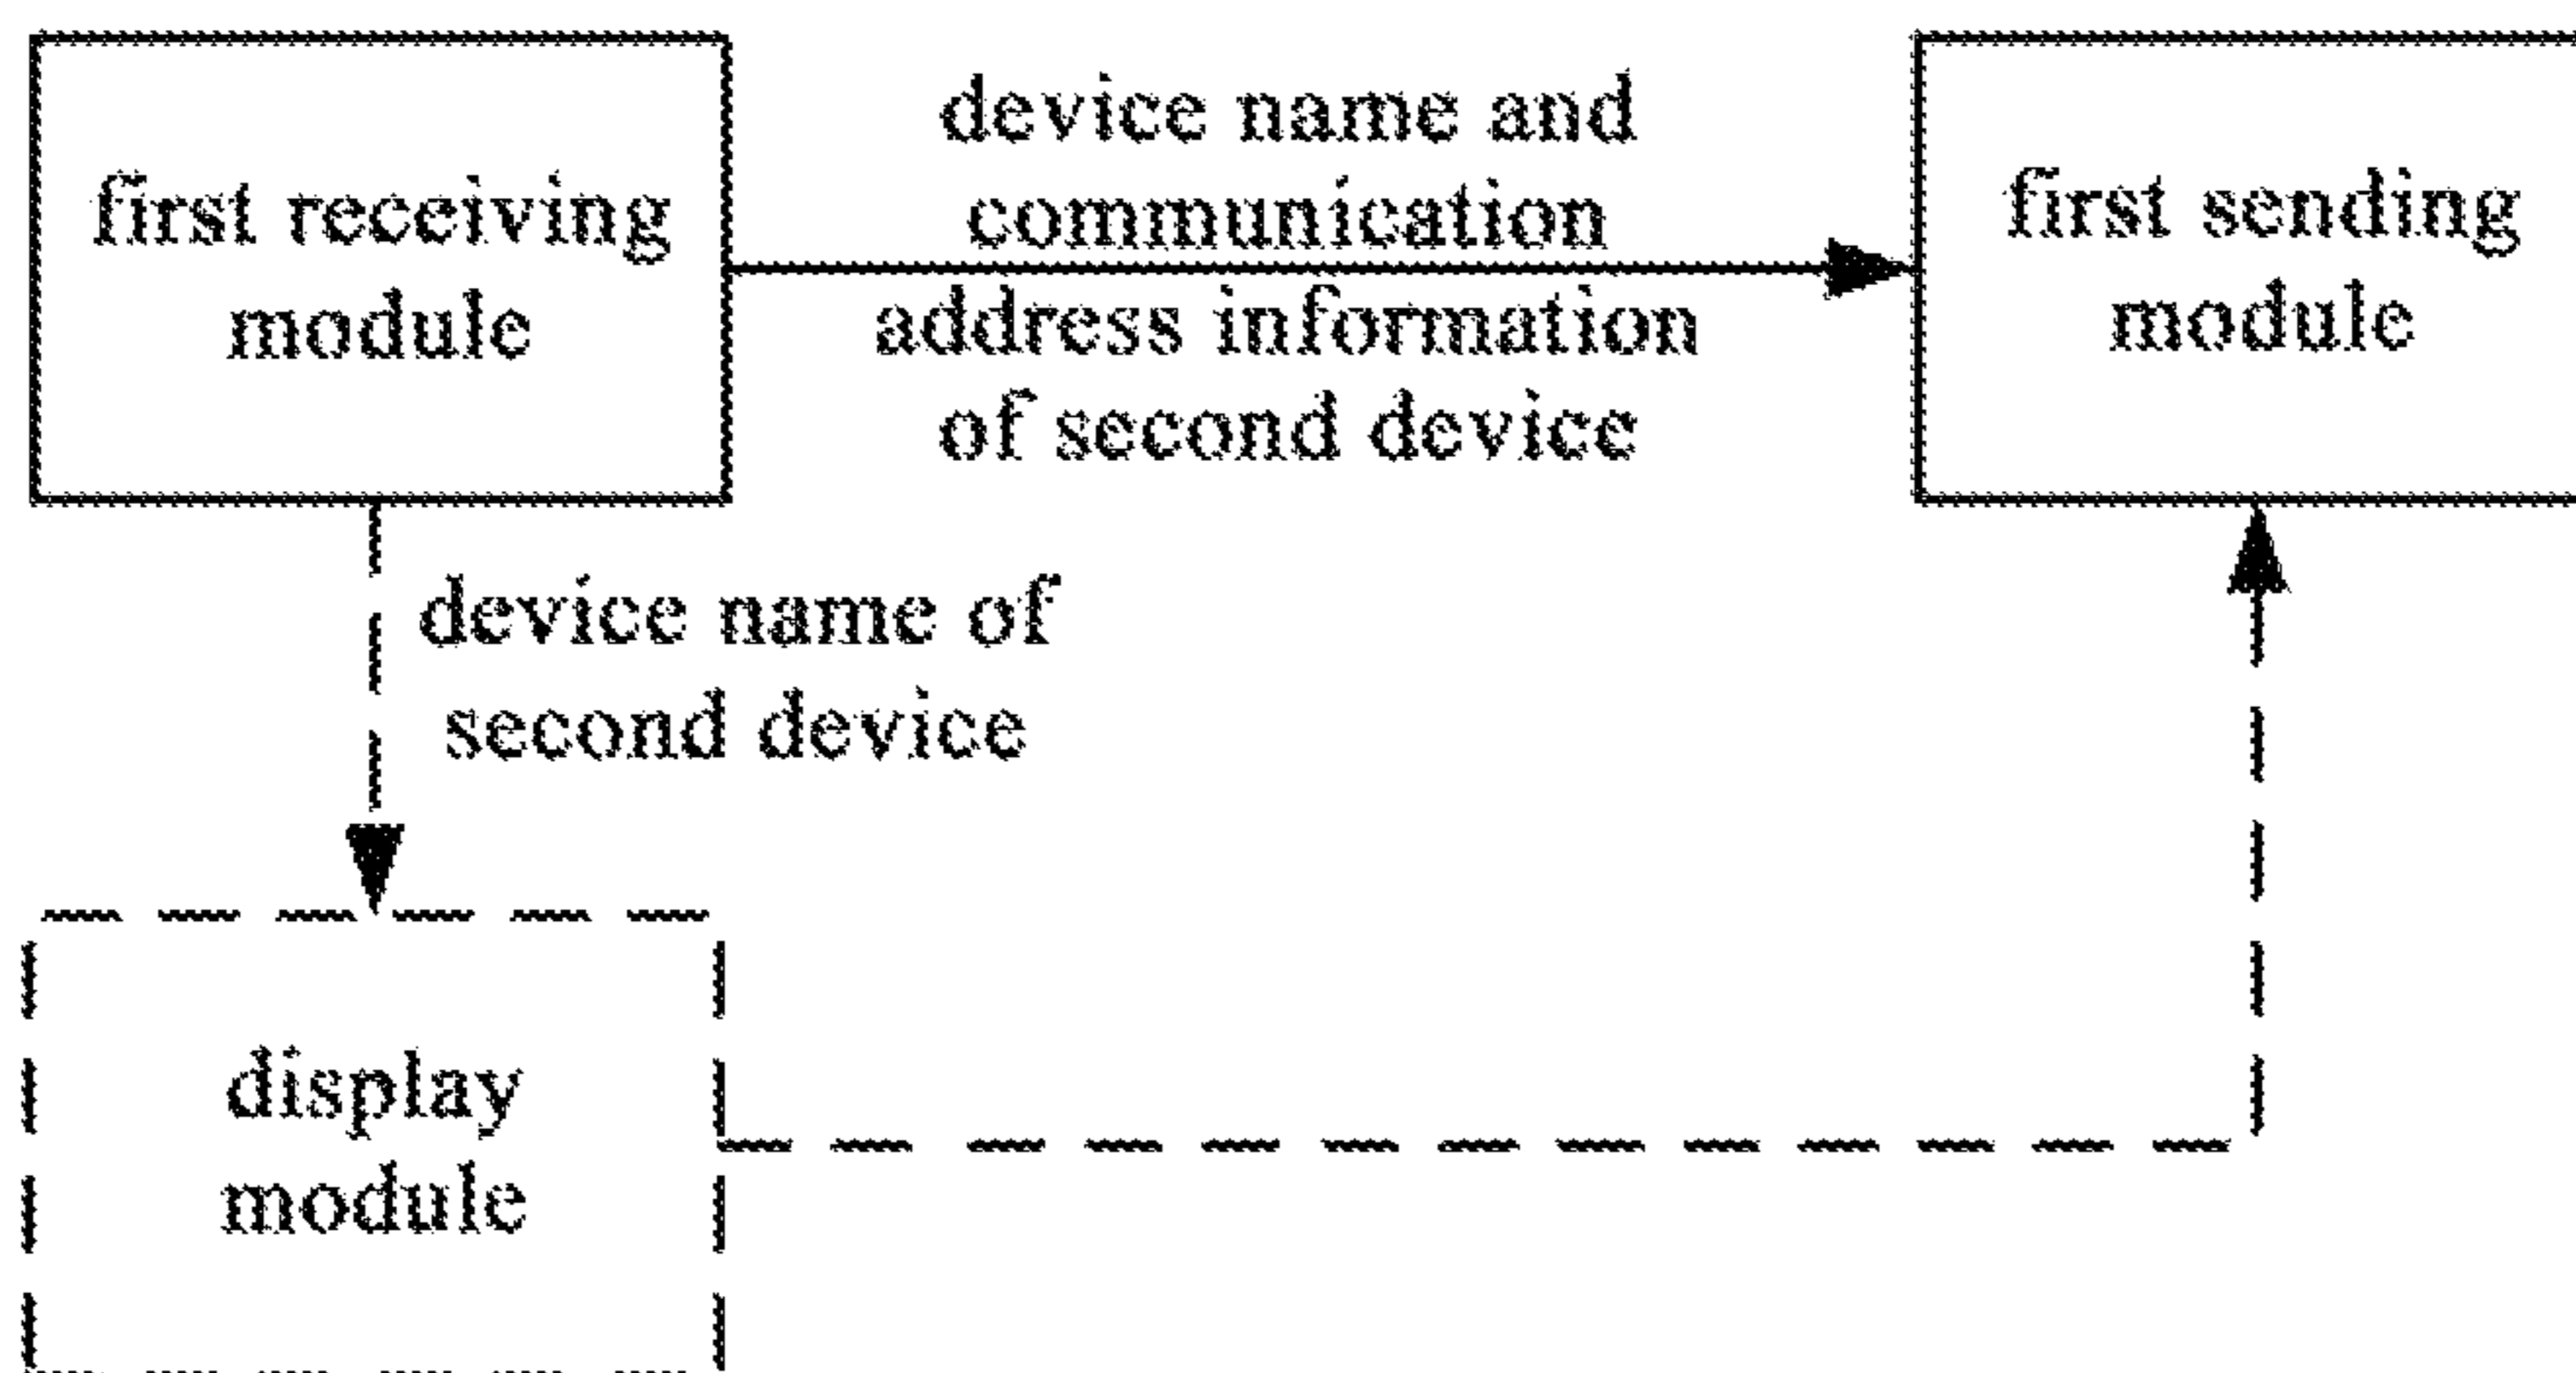 first receiving
module
device name and
communication
address information
of second device
first sending
module
device name of
second device
display
module